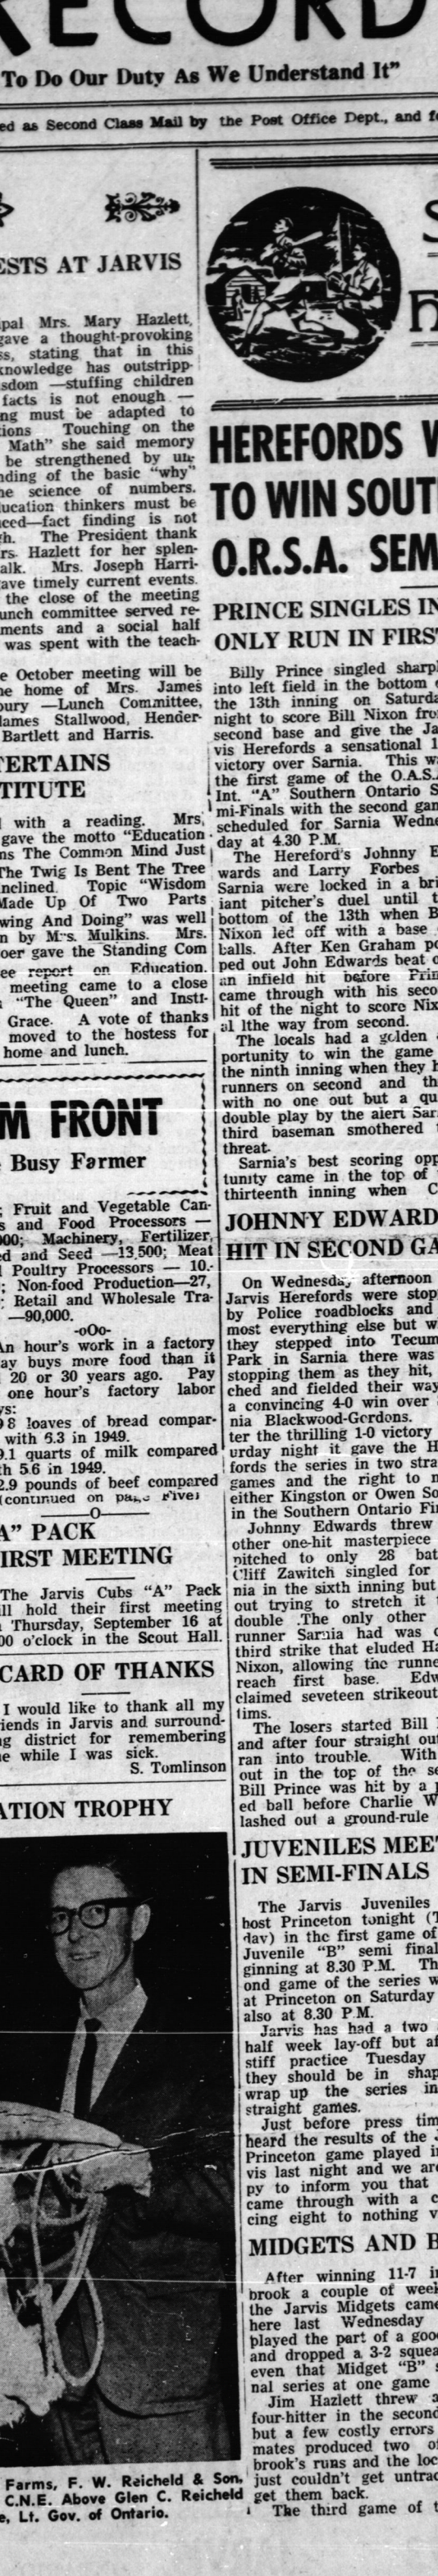 RECORD
To Do Our Duty As We Understand It"
ed as Second Class Mail by the Post Office Dept., and
ESTS AT JARVIS
ipal Mrs. Mary Hazlett,
gave a thought-provoking
ss, stating that in this
knowledge has outstripp-
sdom —stuffing children
facts is not enough —
ng must be adapted to
tions Touching on the
Math" she said memory
be strengthened by un-
nding of the basic "why"
he science of numbers.
ucation thinkers must be
aced—fact finding is not
gh. The President thank
rs. Hazlett for her splen-
alk. Mrs. Joseph Harri-
ave timely current events.
the close of the meeting
unch committee served re-
ments and a social half
was spent with the teach-
e October meeting will be
he home of Mrs. James
bury —Lunch Committee,
James Stallwood, Hender-
Bartlett and Harris.
TERTAINS
TITUTE
with a reading. Mrs,
gave the motto "Education
ns The Common Mind Just
The Twig Is Bent The Tree
nclined. Topic "Wisdom
Made Up Of Two Parts
wing And Doing" was well
n by Mrs. Mulkins. Mrs.
oer gave the Standing Com
ee report on Education.
meeting came to a close
"The Queen" and Insti-
Grace. A vote of thanks
moved to the hostess for
home and lunch.
M FRONT
Busy Farmer
; Fruit and Vegetable Can-
s and Food Processors —
000; Machinery, Fertilizer,
ed and Seed —13,500; Meat
Poultry Processors — 10.-
; Non-food Production—27,
; Retail and Wholesale Tra-
—90,000.
-oOo-
An hour's work in a factory
ay buys more food than it
20 or 30 years ago. Pay
one hour's factory labor
ys:
9 8 loaves of bread compar-
with 6.3 in 1949.
9.1 quarts of milk compared
th 5.6 in 1949.
2.9 pounds of beef compared
(continued on page Five)
A" PACK
IRST MEETING
The Jarvis Cubs "A" Pack
ill hold their first meeting
Thursday, September 16 at
00 o'clock in the Scout Hall.
CARD OF THANKS
I would like to thank all my
iends in Jarvis and surround-
ng district for remembering
e while I was sick.
S. Tomlinson
ATION TROPHY
Farms, F. W. Reicheld & Son,
C.N.E. Above Glen C. Reicheld
e, Lt. Gov. of Ontario.
HEREFORDS W
TO WIN SOUT
O.R.S.A. SEM
PRINCE SINGLES IN
ONLY RUN IN FIRS
Billy Prince singled sharpl
into left field in the bottom
the 13th inning on Saturda
night to score Bill Nixon fro
second base and give the Ja
vis Herefords a sensational 1
victory over Sarnia. This wa
the first game of the O.A.S.
Int. "A" Southern Ontario S
mi-Finals with the second gam
scheduled for Sarnia Wedne
day at 4.30 P.M.
The Hereford's Johnny E
wards and Larry Forbes
Sarnia were locked in a bri
iant pitcher's duel until t
bottom of the 13th when B
Nixon led off with a base
balls. After Ken Graham po
ped out John Edwards beat o
an infield hit before Prin
came through with his seco
hit of the night to score Nix
al lthe way from second.
The locals had a golden
portunity to win the game
the ninth inning when they h
runners on second and th
with no one out but a qu
double play by the alert Sar
third baseman smothered t
threat.
Sarnia's best scoring opp
tunity came in the top of
thirteenth inning when C
JOHNNY EDWARD
HIT IN SECOND GA
On Wednesday afternoon
Jarvis Herefords were stop
by Police roadblocks and
most everything else but w
they stepped into Tecum
Park in Sarnia there was
stopping them as they hit,
ched and fielded their way
a convincing 4-0 win over
nia Blackwood-Gordons.
ter the thrilling 1-0 victory
urday night it gave the H
fords the series in two stra
games and the right to m
either Kingston or Owen So
in the Southern Ontario Fi
Johnny Edwards threw
other one-hit masterpiece
pitched to only 28 bat
Cliff Zawitch singled for
nia in the sixth inning but
out trying to stretch it
double .The only other
runner Sarnia had was
third strike that eluded Ha
Nixon, allowing the runne
reach first base. Edw
claimed seveteen strikeout
tims.
The losers started Bill
and after four straight out
ran into trouble. With
out in the top of the se
Bill Prince was hit by a p
ed ball before Charlie W
lashed out a ground-rule
JUVENILES MEE
IN SEMI-FINALS
The Jarvis Juveniles
host Princeton tonight (T
day) in the first game of
Juvenile "B" semi final
ginning at 8.30 P.M. Th
ond game of the series w
at Princeton on Saturday
also at 8.30 P.M.
Jarvis has had a two
half week lay-off but af
stiff practice Tuesday
they should be in shap
wrap up the series in
straight games.
Just before press tim
heard the results of the J
Princeton game played i
vis last night and we are
py to inform you that
came through with a c
cing eight to nothing v
MIDGETS AND B
After winning 11-7 i
brook a couple of week
the Jarvis Midgets came
here last Wednesday
played the part of a goo
and dropped a 3-2 squea
even that Midget "B" s
nal series at one game
Jim Hazlett threw a
four-hitter in the second
but a few costly errors
mates produced two o
brook's runs and the loc
just couldn't get untrac
get them back.
The third game of t